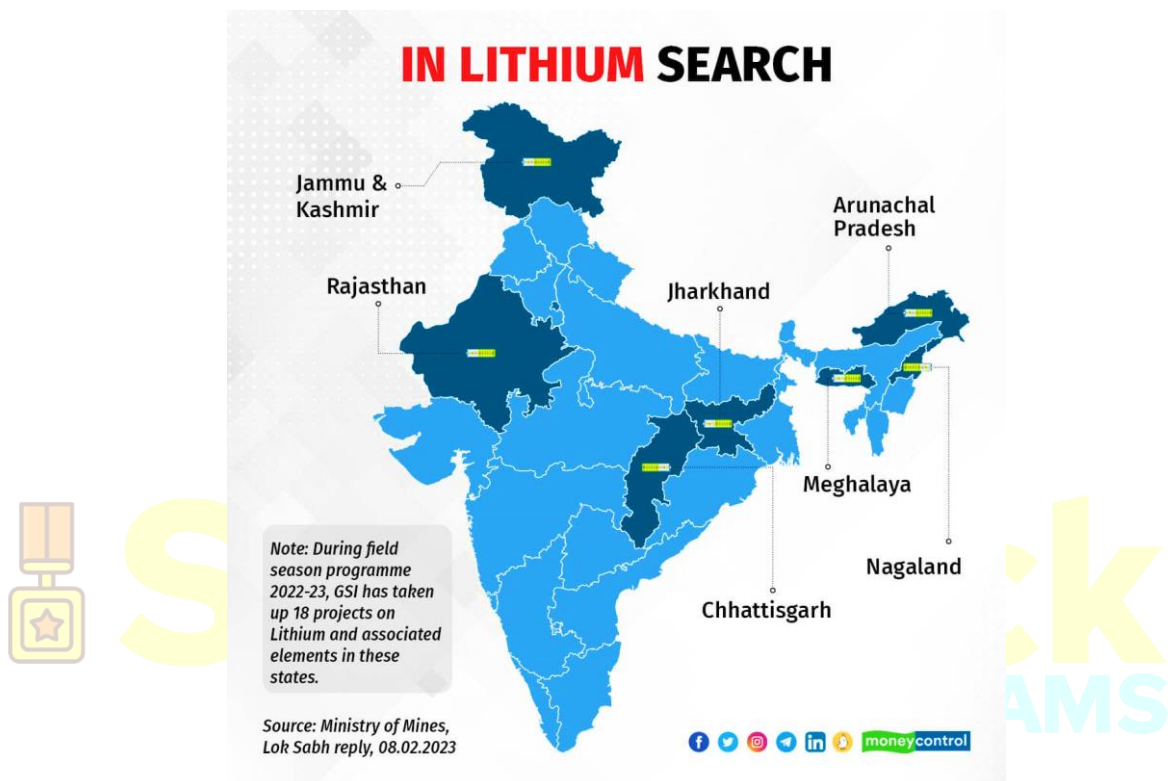 IN LITHIUM SEARCH
Jammu &
Kashmir
Arunachal
Pradesh
Rajasthan
Jharkhand
Meghalaya
Nagaland
Chhattisgarh
Note: During field
season programme
2022-23, GSI has taken
up 18 projects on
Lithium and associated
elements in these
states.
Source: Ministry of Mines,
Lok Sabh reply, 08.02.2023
moneycontrol
S
ck
AMS